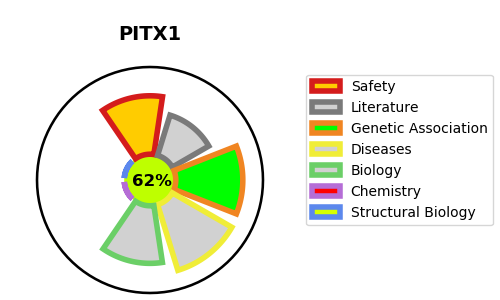 PITX1
62%
Safety
Literature
Genetic Association
Diseases
Biology
Chemistry
Structural Biology